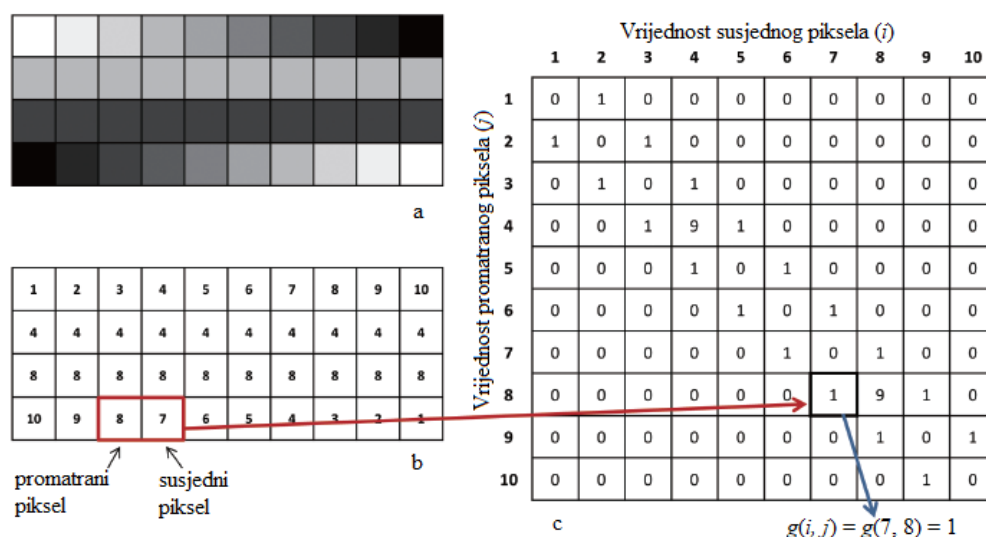 a
1 2 3 4 5 6 7 8 9 10
4 4 4 4 4 4 4 4 4 4
8 8 8 8 8 8 8 8 8 8
10 9 8 7 6 5 4 3 2 1
promatrani susjedni
piksel piksel
b
Vrijednost susjednog piksela (i)
Vrijednost promatranog piksela (j)
1 2 3 4 5 6 7 8 9 10
1 0 1 0 0 0 0 0 0 0 0
2 1 0 1 0 0 0 0 0 0 0
3 0 1 0 1 0 0 0 0 0 0
4 0 0 1 9 1 0 0 0 0 0
5 0 0 0 1 0 1 0 0 0 0
6 0 0 0 0 1 0 1 0 0 0
7 0 0 0 0 0 1 0 1 0 0
8 0 0 0 0 0 0 1 9 1 0
9 0 0 0 0 0 0 0 1 0 1
10 0 0 0 0 0 0 0 0 1 0
c
g(i, j) = g(7, 8) = 1